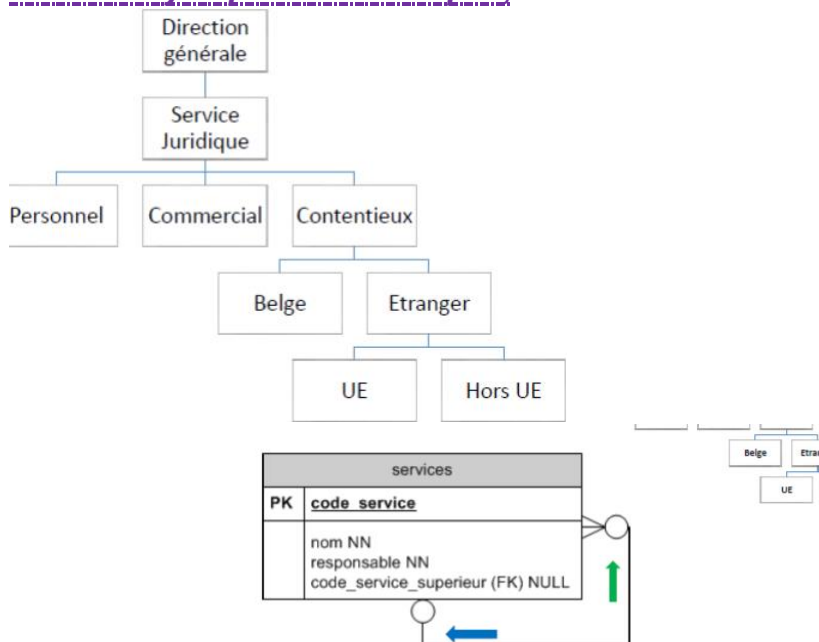 Direction
générale
Service
Juridique
Personnel
Commercial
Contentieux
Belge
Etranger
UE
Hors UE
Belge
Etran
UE
services
PK
code_service
nom NN
responsable NN
code_service_superieur (FK) NULL